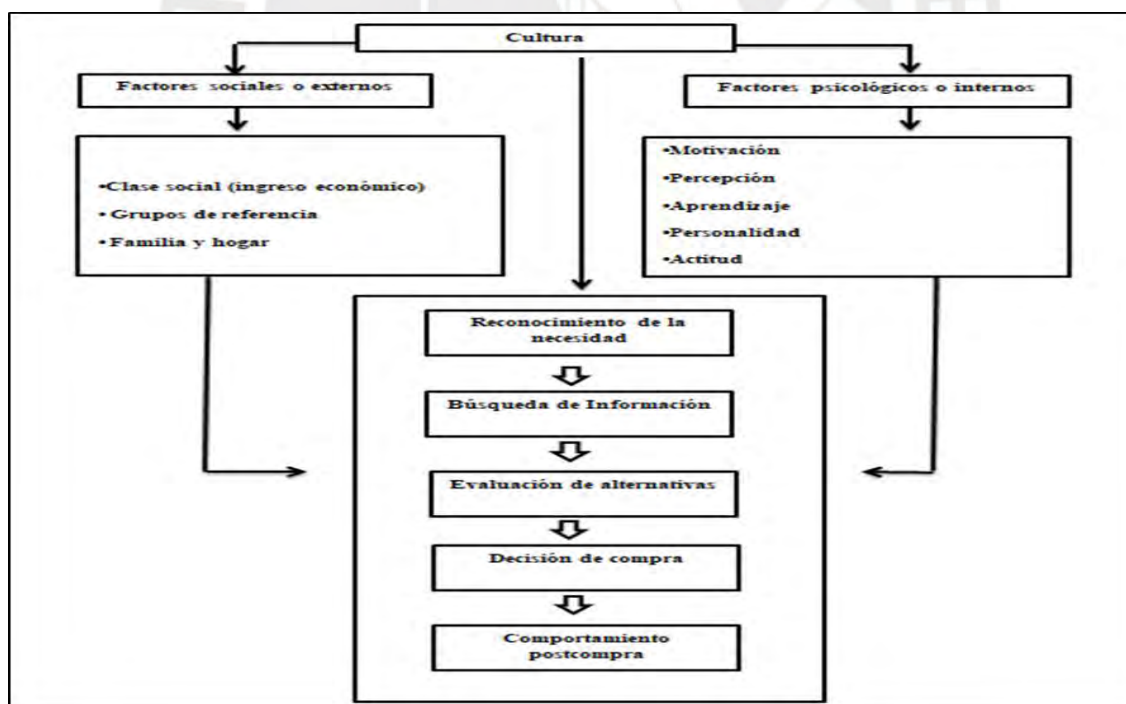 Cultura
Factores sociales o externos
Factores psicológicos o internos
•Clase social (ingreso económico)
• Grupos de referencia
• Familia y hogar
•Motivación
•Percepción
•Aprendizaje
•Personalidad
•Actitud
Reconocimiento de la
necesidad
Búsqueda de Información
Evaluación de alternativas
Decisión de compra
Comportamiento
postcompra